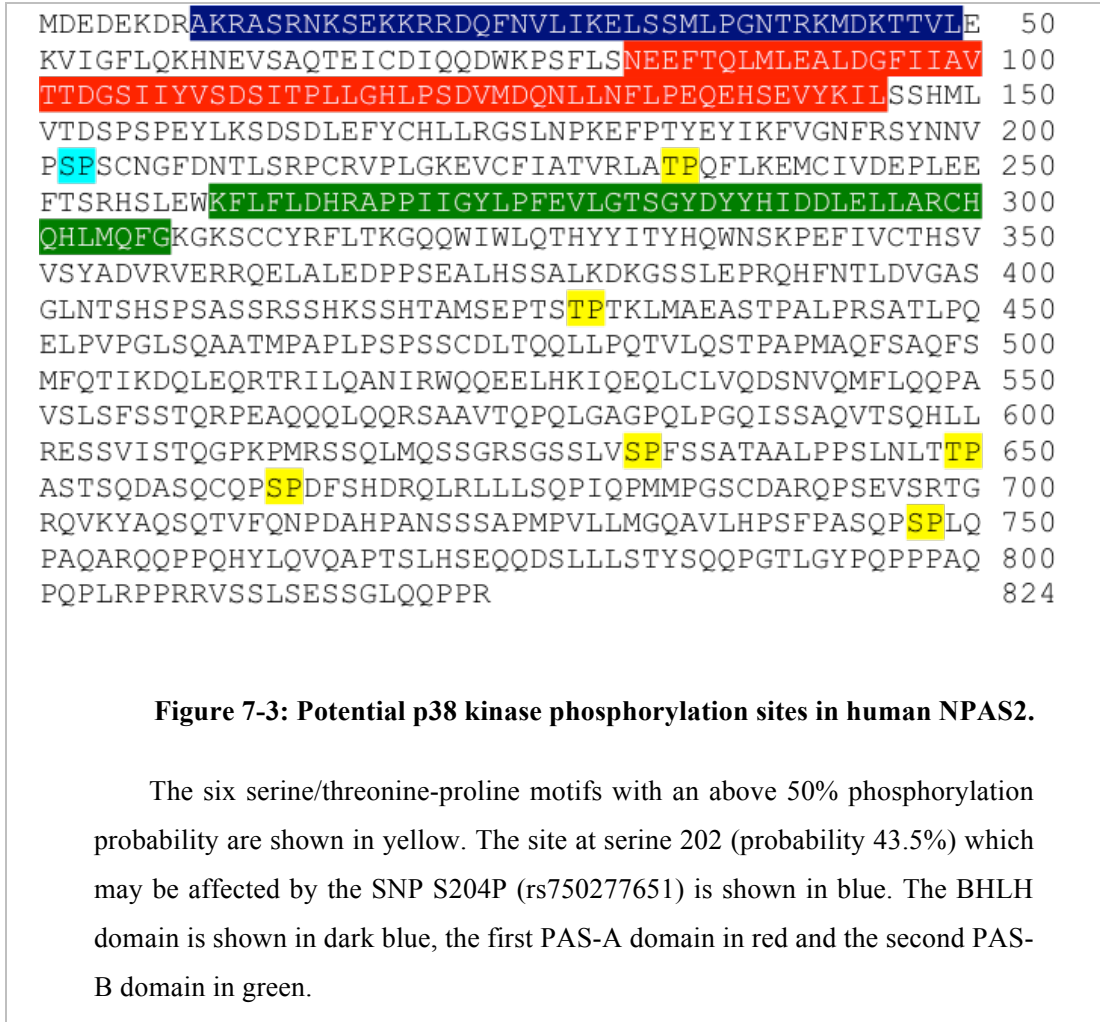 MDEDEKDRAKRASRNKSEKKRRDQFNVLIKELSSMLPGNTRKMDKTTVLE 50
KVIGFLQKHNEVSAQTEICDIQQDWKPSFLSNEEFTQLMLEALDGFIIAV 100
TTDGSIIYVSDSITPLLGHLPSDVMDQNLLNFLPEQEHSEVYKILSSHML 150
VTDSPSPEYLKSDSDLEFYCHLLRGSLNPKEFPTYEYIKFVGNFRSYNNV 200
PSPSCNGFDNTLSRPCRVPLGKEVCFIATVRLATPQFLKEMCIVDEPLEE 250
FTSRHSLEWKFLFLDHRAPPIIGYLPFEVLGTSGYDYYHIDDLELLARCH 300
QHLMQFGKGKSCCYRFLTKGQQWIWLQTHYYITYHQWNSKPEFIVCTHSV 350
VSYADVRVERRQELALEDPPSEALHSSALKDKGSSLEPRQHFNTLDVGAS 400
GLNTSHSPSASSRSSHKSSHTAMSEPTSTPTKLMAEASTPALPRSATLPQ 450
ELPVPGLSQAATMPAPLPSPSSCDLTQQLLPQTVLQSTPAPMAQFSAQFS 500
MFQTIKDQLEQRTRILQANIRWQQEELHKIQEQLCLVQDSNVQMFLQQPA 550
VSLSFSSTQRPEAQQQLQQRSAAVTQPQLGAGPQLPGQISSAQVTSQHLL 600
RESSVISTQGPKPMRSSQLMQSSGRSGSSLVSPFSSATAALPPSLNLTTP 650
ASTSQDASQCQPSPDFSHDRQLRLLLSQPIQPMMPGSCDARQPSEVSRTG 700
RQVKYAQSQTVFQNPDAHPANSSSAPMPVLLMGQAVLHPSFPASQPSPLQ 750
PAQARQQPPQHYLQVQAPTSLHSEQQDSLLLSTYSQQPGTLGYPQPPPAQ 800
PQPLRPPRRVSSLSESSGLQQPPR 824
Figure 7-3: Potential p38 kinase phosphorylation sites in human NPAS2.
The six serine/threonine-proline motifs with an above 50% phosphorylation
probability are shown in yellow. The site at serine 202 (probability 43.5%) which
may be affected by the SNP S204P (rs750277651) is shown in blue. The BHLH
domain is shown in dark blue, the first PAS-A domain in red and the second PAS-
B domain in green.